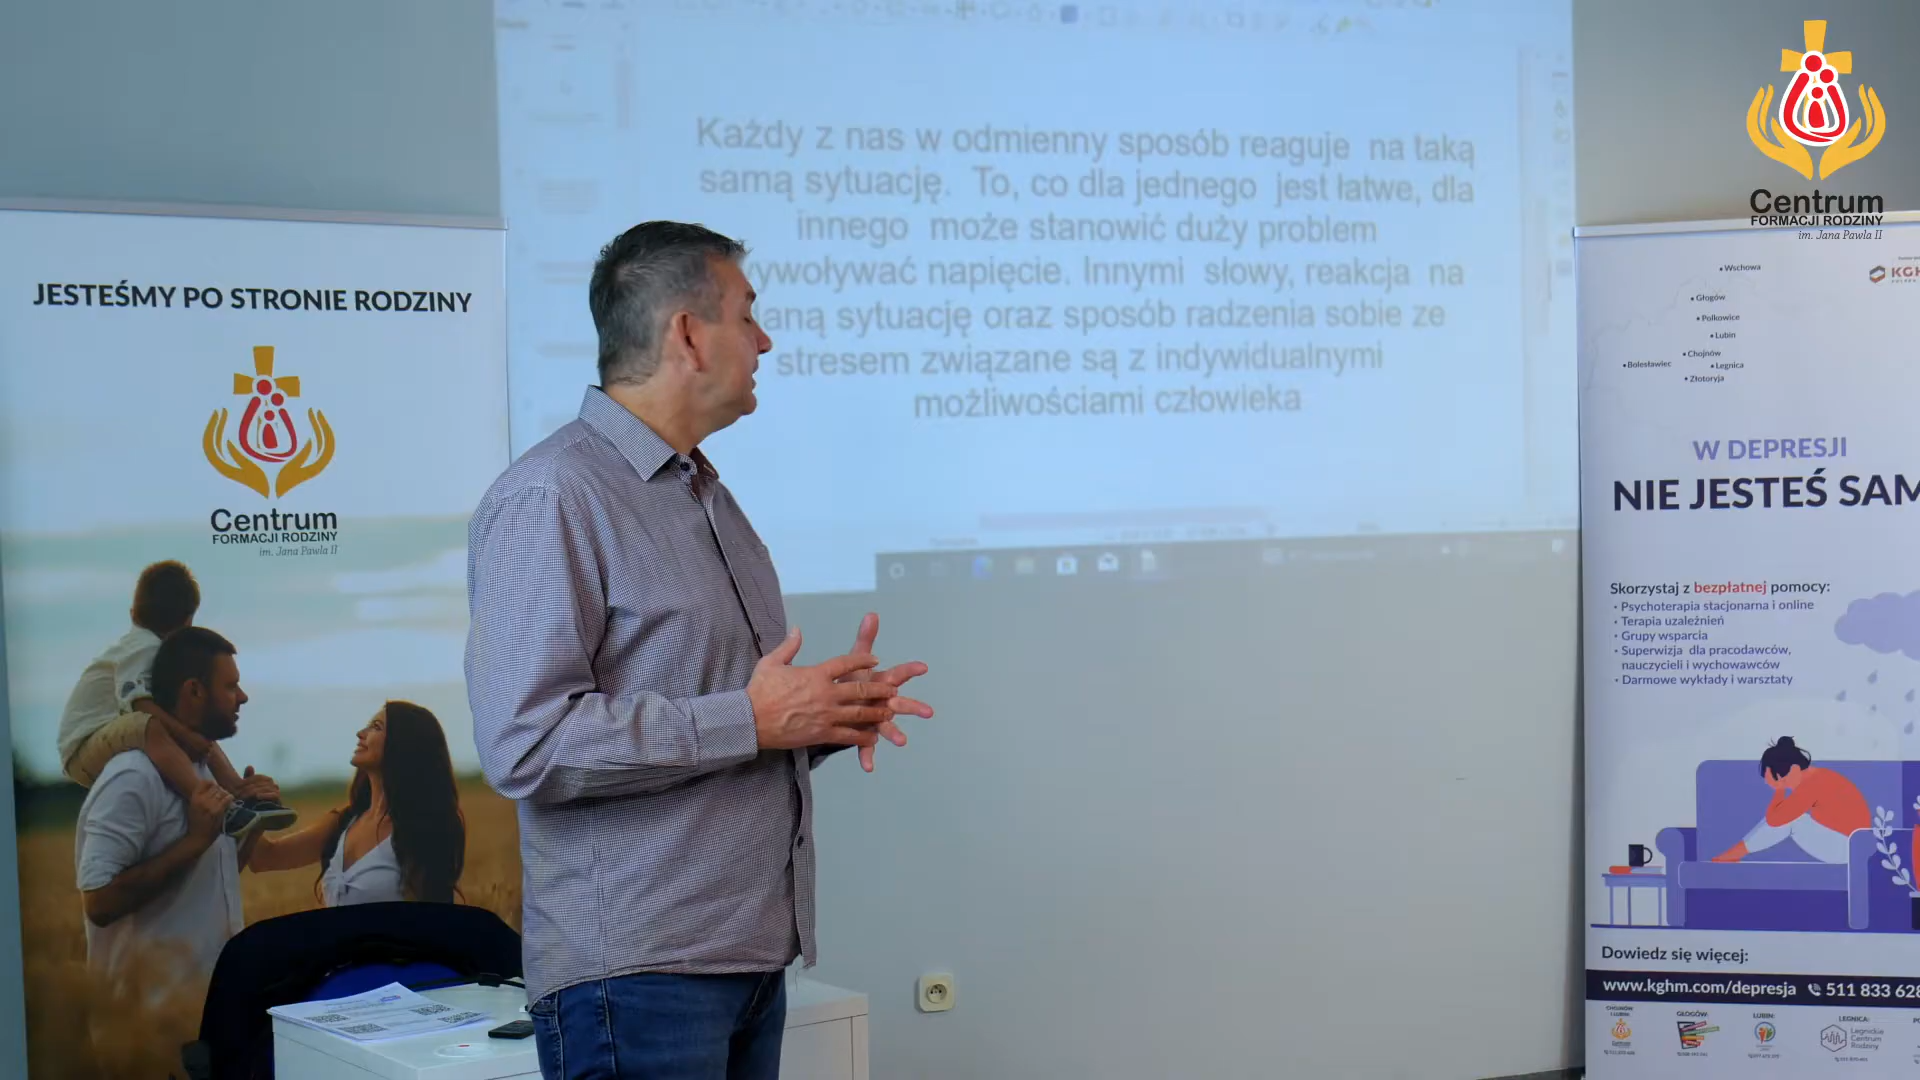 Każdy z nas w odmienny sposób reaguje na taką
samą sytuację. To, co dla jednego jest łatwe, dla
innego może stanowić duży problem
ywoływać napięcie. Innymi słowy, reakcja na
daną sytuację oraz sposób radzenia sobie ze
stresem związane są z indywidualnymi
możliwościami człowieka
JESTEŚMY PO STRONIE RODZINY
Centrum
FORMACJI RODZINY
im. Jana Pawła II
Centrum
FORMACJI RODZINY
im. Jana Pawła II
KGH
• Wschowa
• Głogów
• Polkowice
• Lubin
• Chojnów
• Bolesławiec
• Legnica
• Złotoryja
W DEPRESJI
NIE JESTEŚ SAM
Skorzystaj z bezpłatnej pomocy:
• Psychoterapia stacjonarna i online
• Terapia uzależnień
• Grupy wsparcia
• Superwizja dla pracodawców,
nauczycieli i wychowawców
• Darmowe wykłady i warsztaty
Dowiedz się więcej:
www.kghm.com/depresja 511 833 628
GŁOGÓW:
LUBIN:
LEGNICA:
Legnickie
Centrum
Rodziny